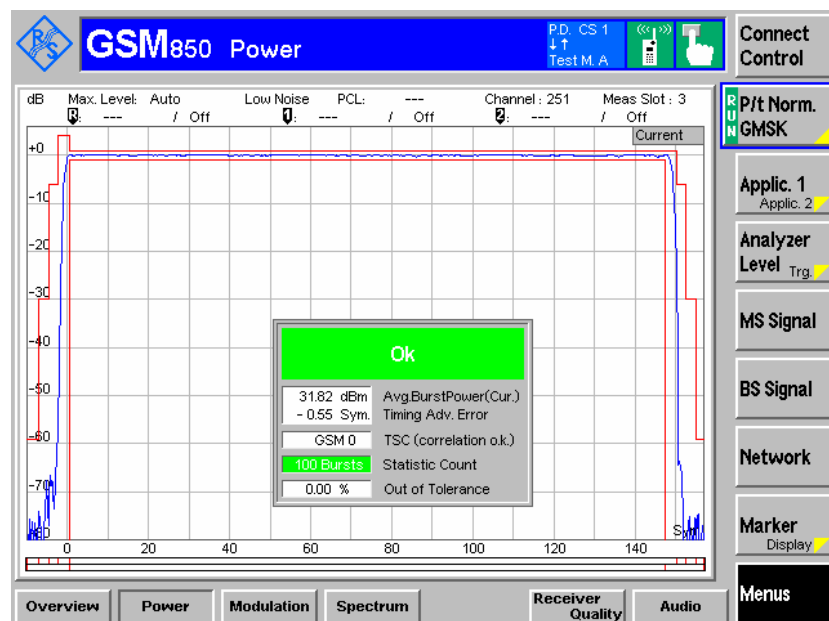 R S
GSM850 Power
P.D. CS 1
Test M. A
Connect Control
dB Max. Level: Auto Low Noise PCL: --- Channel : 251 Meas Slot : 3
R: --- / Off 1: --- / Off 2: --- / Off
Current
RUN
P/t Norm.
GMSK
+0
-10
-20
-30
-40
-50
-60
-70
-80
Applic. 1
Applic. 2
Analyzer
Level Trg.
MS Signal
BS Signal
Network
Marker
Display
Ok
31.82 dBm Avg.BurstPower(Cur.)
- 0.55 Sym. Timing Adv. Error
GSM 0 TSC (correlation o.k.)
100 Bursts Statistic Count
0.00 % Out of Tolerance
0 20 40 60 80 100 120 140
Overview Power Modulation Spectrum Receiver Quality Audio
Menus